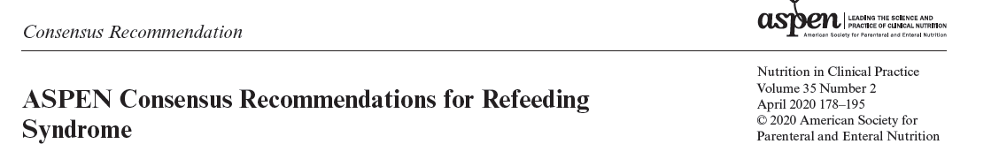 Consensus Recommendation
aspen
LEADING THE SCIENCE AND
PRACTICE OF CLINICAL NUTRITION
American Society for Parenteral and Enteral Nutrition
ASPEN Consensus Recommendations for Refeeding
Syndrome
Nutrition in Clinical Practice
Volume 35 Number 2
April 2020 178–195
© 2020 American Society for
Parenteral and Enteral Nutrition